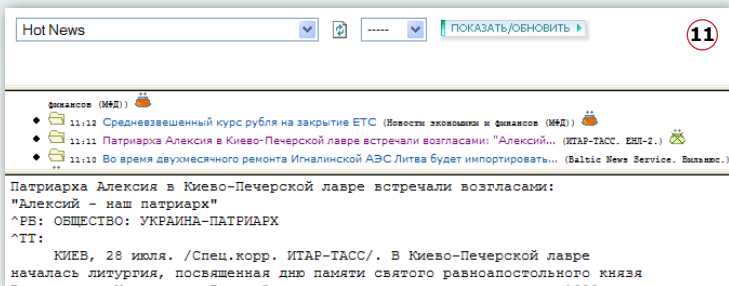 Hot News ----- ПОКАЗАТЬ/ОБНОВИТЬ 11
финансов (МФД))
11:12 Средневзвешенный курс рубля на закрытие ЕТС (Новости экономики и финансов (МФД))
11:11 Патриарха Алексия в Киево-Печерской лавре встречали возгласами: "Алексий... (ИТАР-ТАСС. ЕНЛ-2.)
11:10 Во время двухмесячного ремонта Игналинской АЭС Литва будет импортировать... (Baltic News Service. Вильнюс.)
Патриарха Алексия в Киево-Печерской лавре встречали возгласами:
"Алексий - наш патриарх"
^РБ: ОБЩЕСТВО: УКРАИНА-ПАТРИАРХ
^ТТ:
КИЕВ, 28 июля. /Спец.корр. ИТАР-ТАСС/. В Киево-Печерской лавре
началась литургия, посвященная дню памяти святого равноапостольного князя